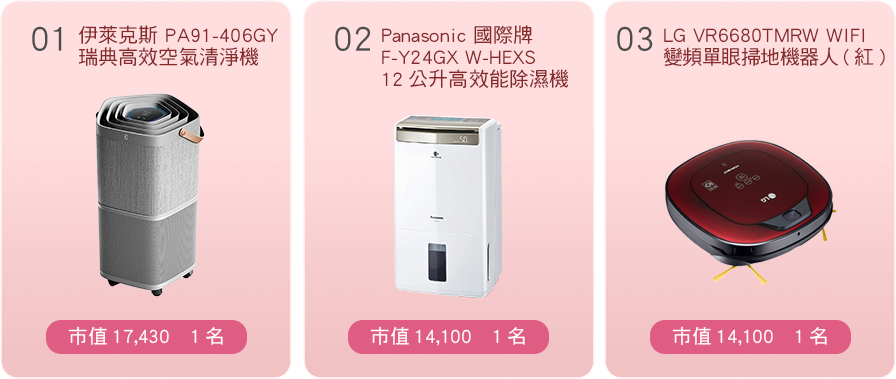 01
伊萊克斯 PA91-406GY
瑞典高效空氣清淨機
市值 17,430 1 名
02
Panasonic 國際牌
F-Y24GX W-HEXS
12 公升高效能除濕機
Panasonic
市值 14,100 1 名
03
LG VR6680TMRW WIFI
變頻單眼掃地機器人 ( 紅 )
LG
市值 14,100 1 名